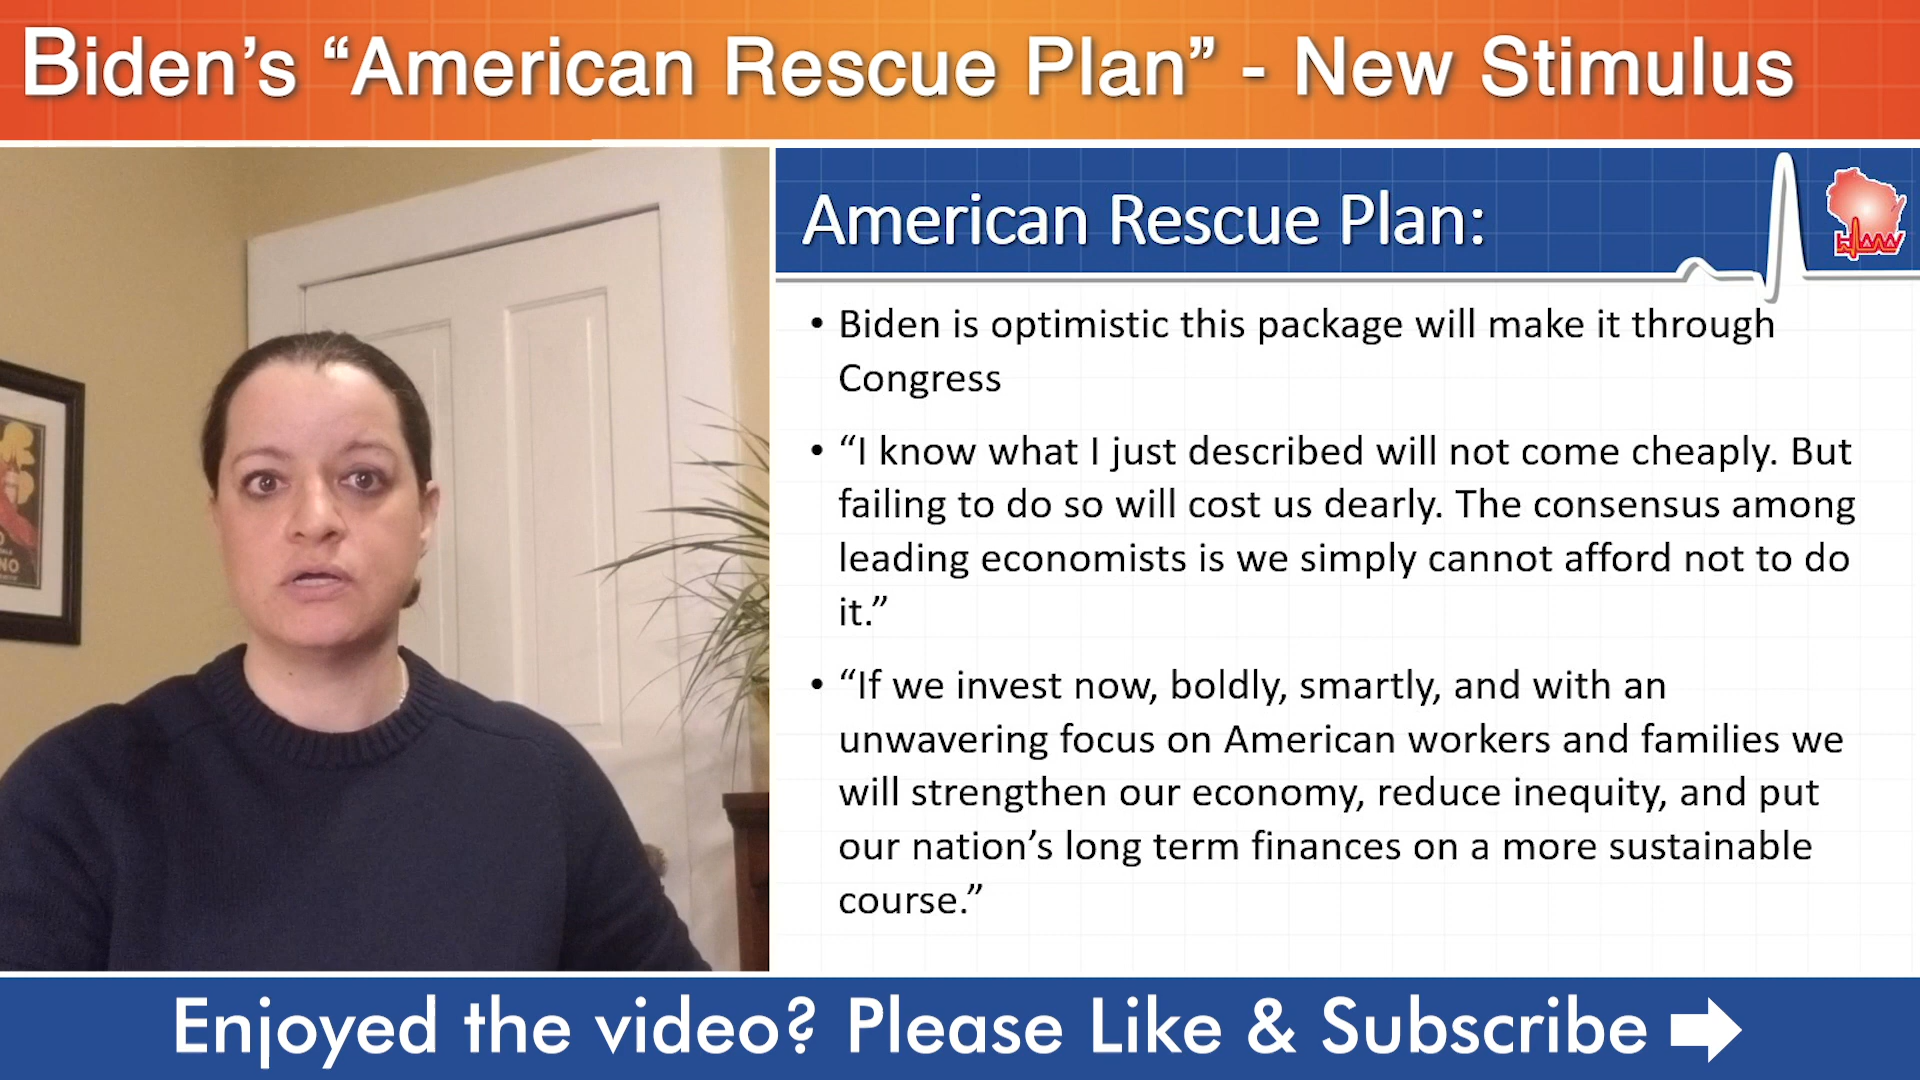 Biden’s “American Rescue Plan” - New Stimulus
American Rescue Plan:
• Biden is optimistic this package will make it through
Congress
• “I know what I just described will not come cheaply. But
failing to do so will cost us dearly. The consensus among
leading economists is we simply cannot afford not to do
it.”
• “If we invest now, boldly, smartly, and with an
unwavering focus on American workers and families we
will strengthen our economy, reduce inequity, and put
our nation’s long term finances on a more sustainable
course.”
NO
Enjoyed the video? Please Like & Subscribe